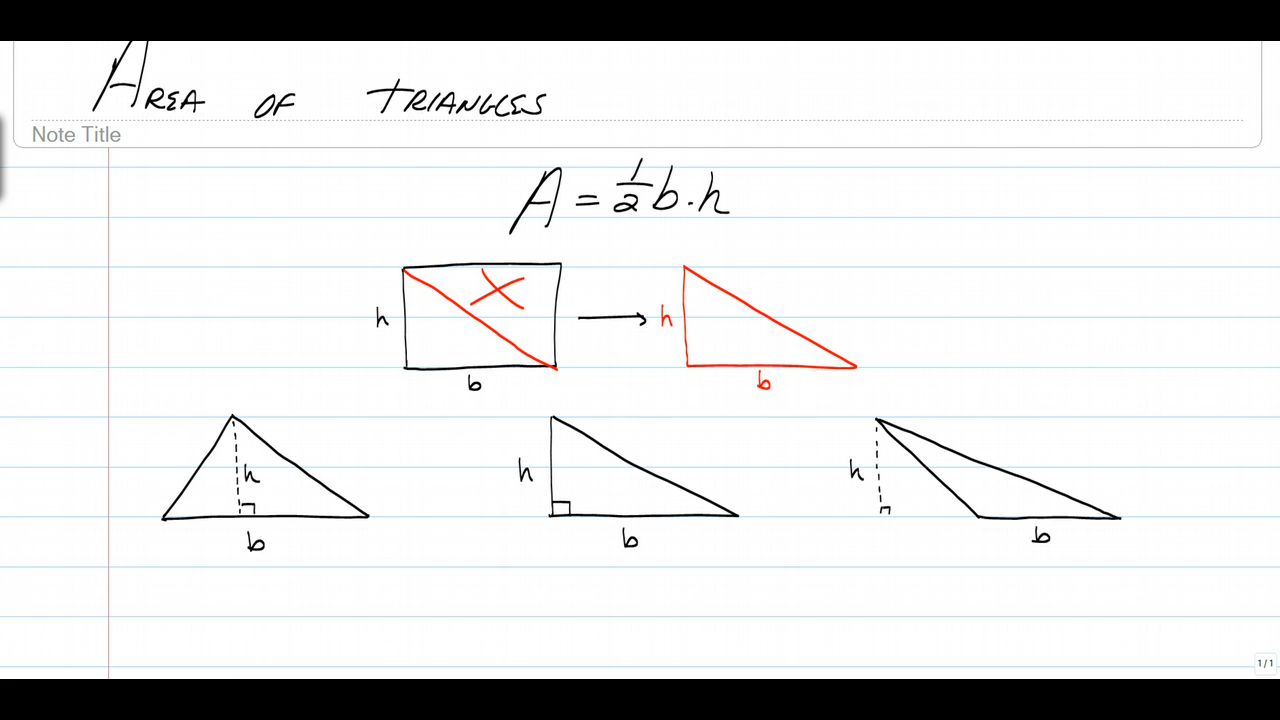 AREA OF TRIANGLES
Note Title
A = 1/2 b · h
h
b
h
b
h
b
h
b
h
b
1/1